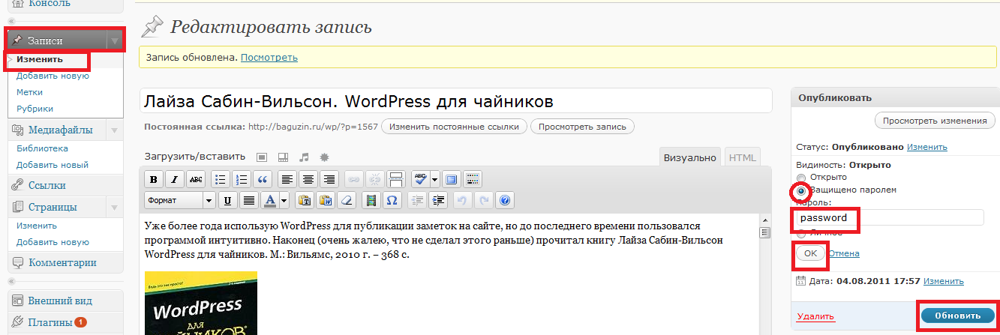 Консоль
Записи
Изменить
Добавить новую
Метки
Рубрики
Медиафайлы
Библиотека
Добавить новый
Ссылки
Страницы
Изменить
Добавить новую
Комментарии
Внешний вид
Плагины 1
Редактировать запись
Запись обновлена. Посмотреть
Лайза Сабин-Вильсон. WordPress для чайников
Постоянная ссылка: http://baguzin.ru/wp/?p=1567 Изменить постоянные ссылки Просмотреть запись
Загрузить/вставить
Визуально HTML
B I ABC ABC
Формат U A T W Ω ?
Уже более года использую WordPress для публикации заметок на сайте, но до последнего времени пользовался
программой интуитивно. Наконец (очень жалею, что не сделал этого раньше) прочитал книгу Лайза Сабин-Вильсон
WordPress для чайников. М.: Вильямс, 2010 г. – 368 с.
WordPress
ДЛЯ
ЧАЙНИКОВ
Опубликовать
Просмотреть изменения
Статус: Опубликовано Изменить
Видимость: Открыто
Открыто
Защищено паролем
Пароль:
password
Личное
OK Отмена
11 Дата: 04.08.2011 17:57 Изменить
Удалить Обновить